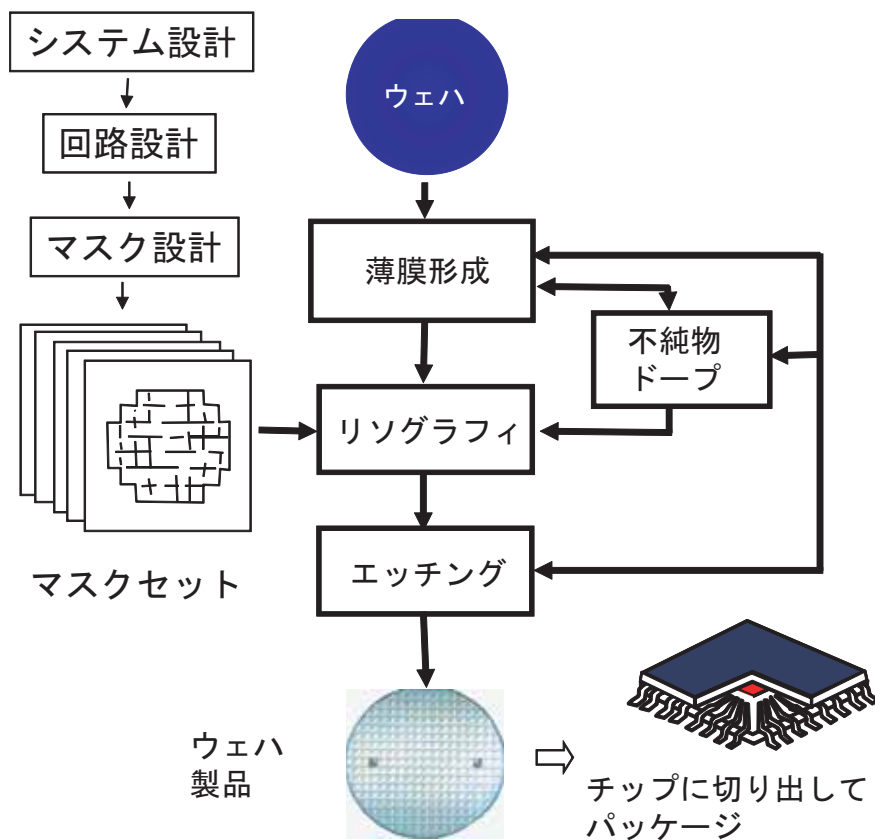 システム設計
回路設計
マスク設計
マスクセット
ウェハ
薄膜形成
不純物
ドープ
リソグラフィ
エッチング
ウェハ
製品
チップに切り出して
パッケージ